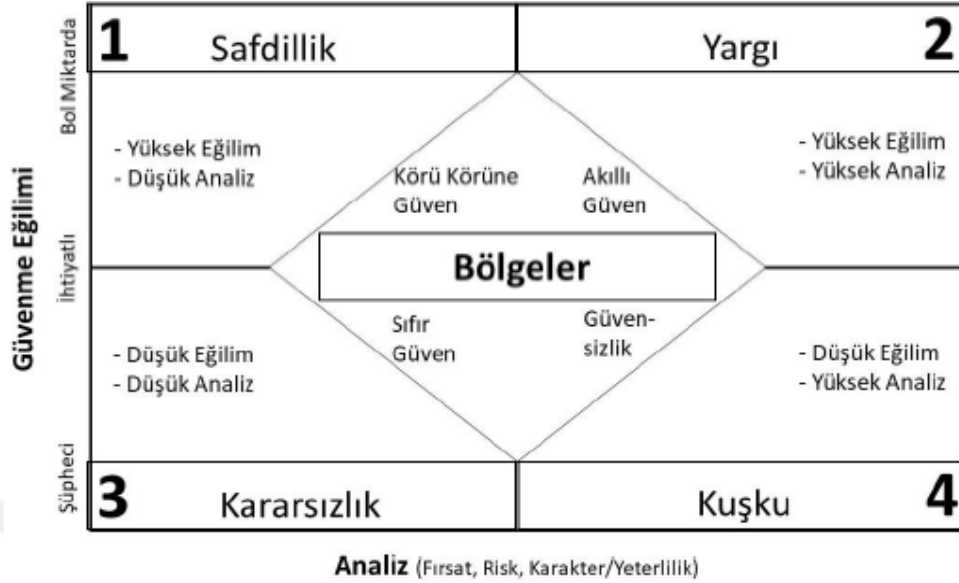 1 Safdillik
Yargı 2
Bol Miktarda
- Yüksek Eğilim
- Düşük Analiz
Körü Körüne
Güven
Akıllı
Güven
- Yüksek Eğilim
- Yüksek Analiz
Güvenme Eğilimi
İhtiyatlı
Bölgeler
- Düşük Eğilim
- Düşük Analiz
Sıfır
Güven
Güven-
sizlik
- Düşük Eğilim
- Yüksek Analiz
Şüpheci
3 Kararsızlık
Kuşku 4
Analiz (Fırsat, Risk, Karakter/Yeterlilik)